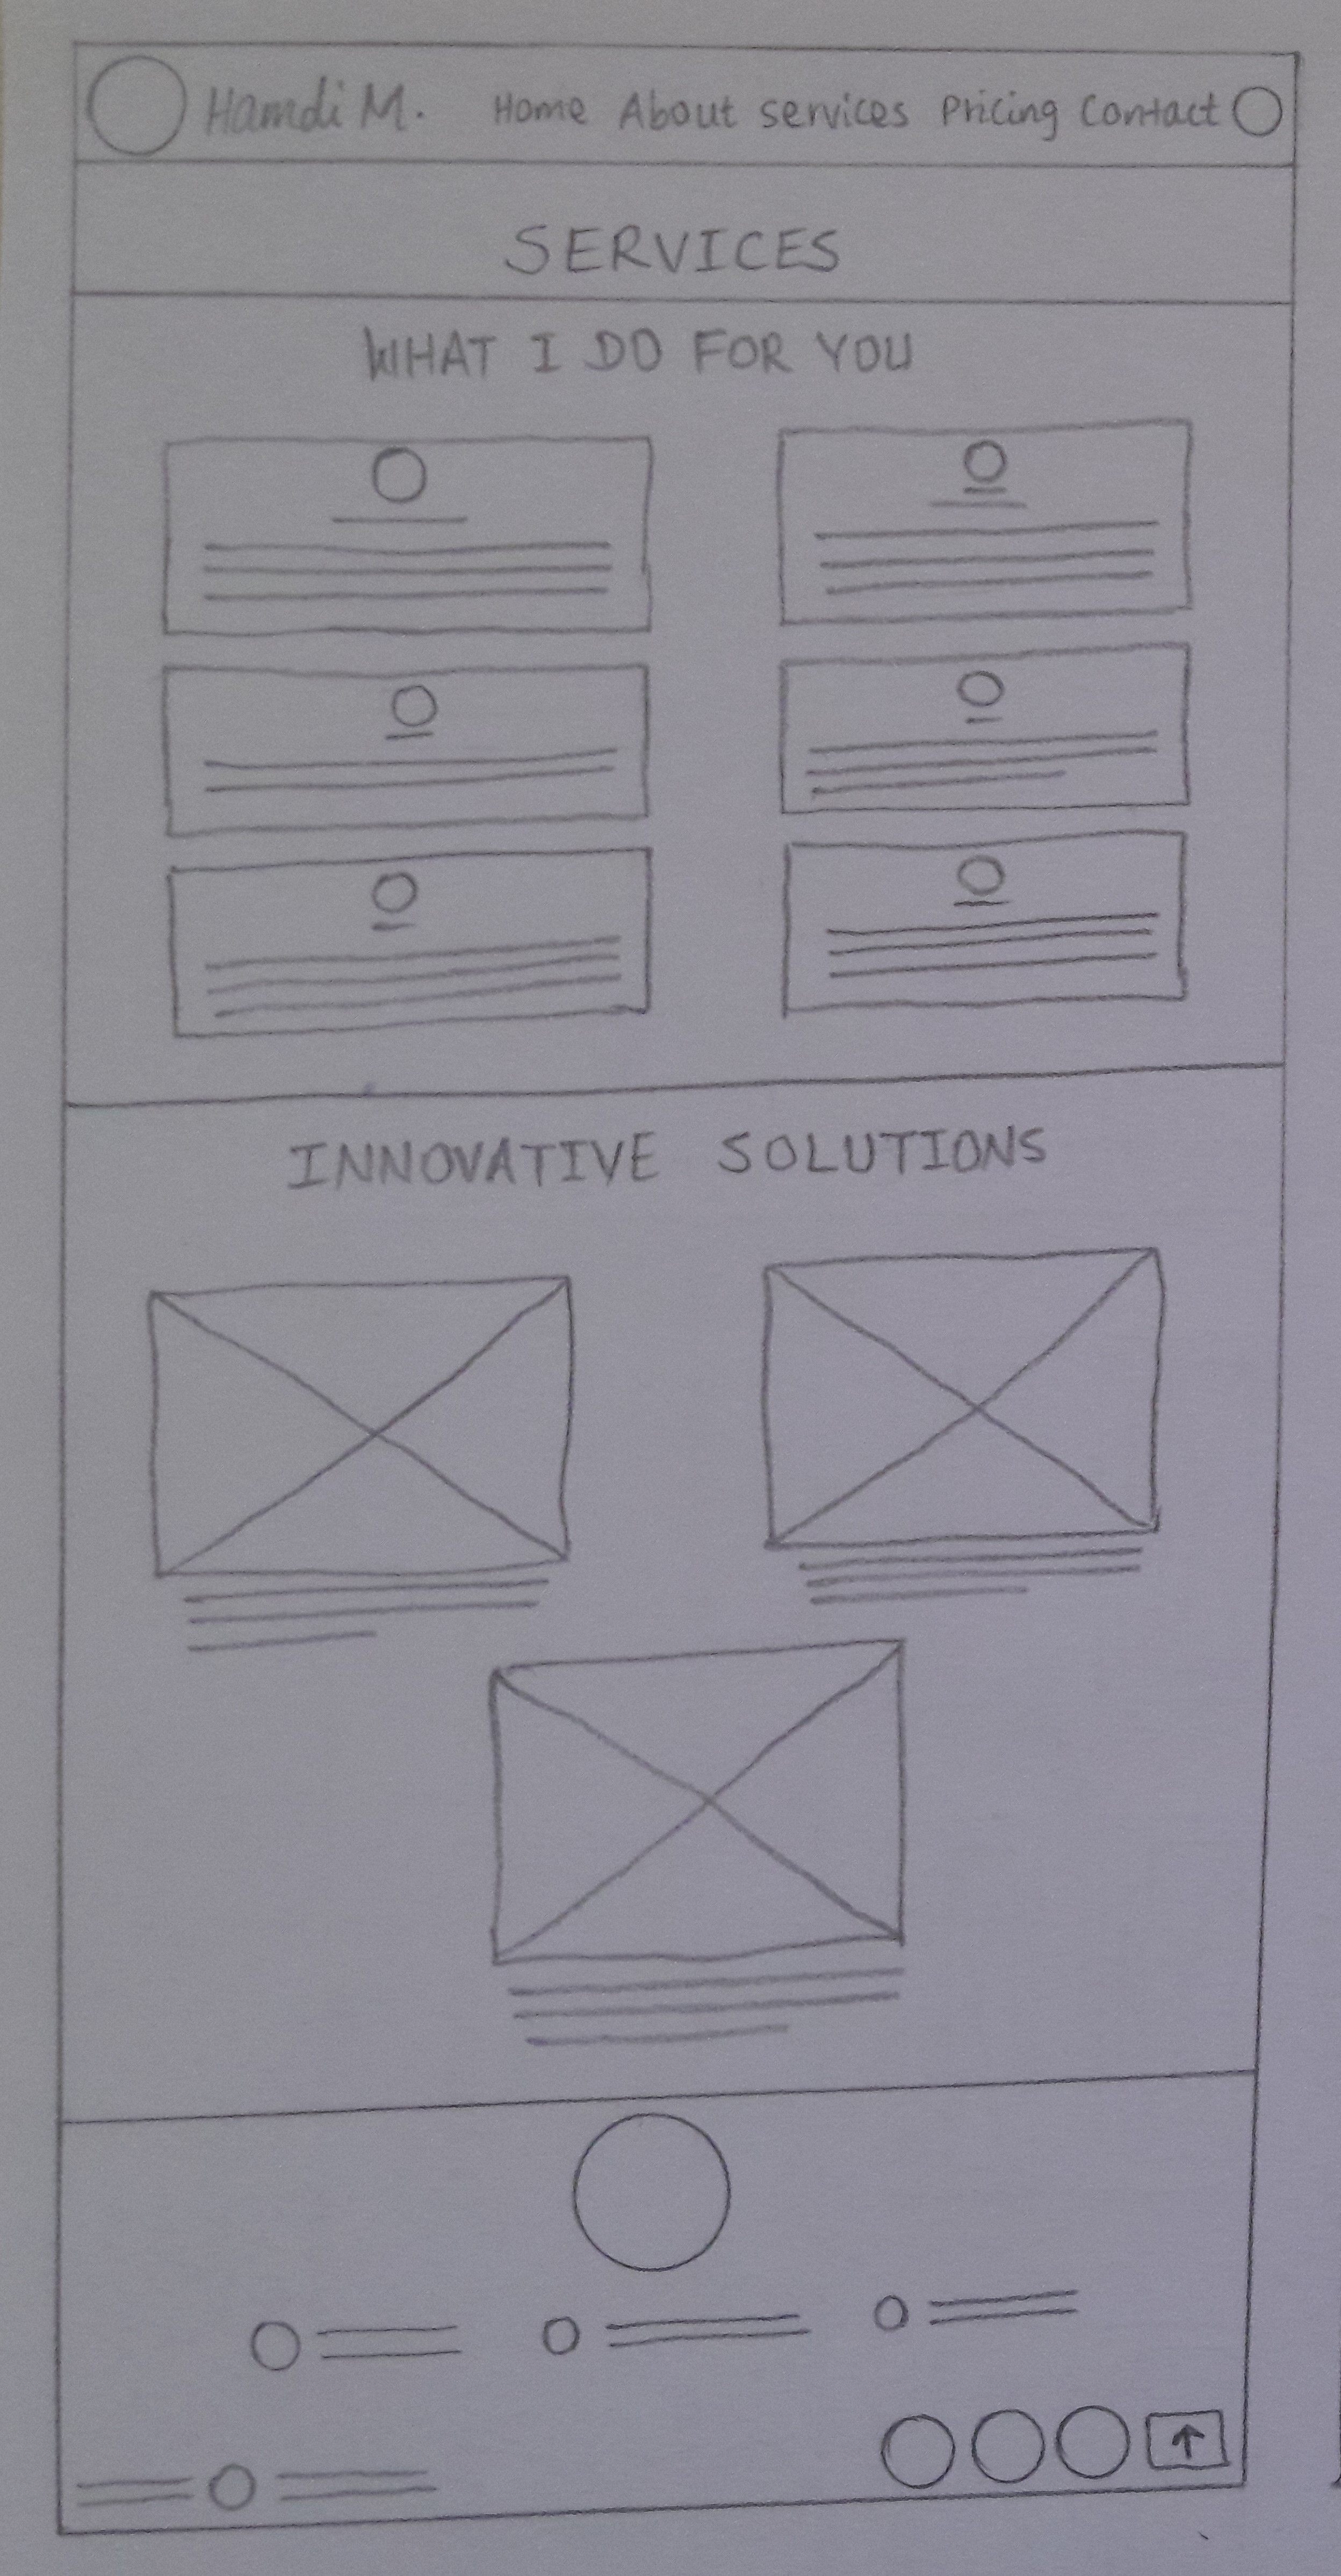 Hamdi M. Home About Services Pricing Contact
SERVICES
WHAT I DO FOR YOU
INNOVATIVE SOLUTIONS